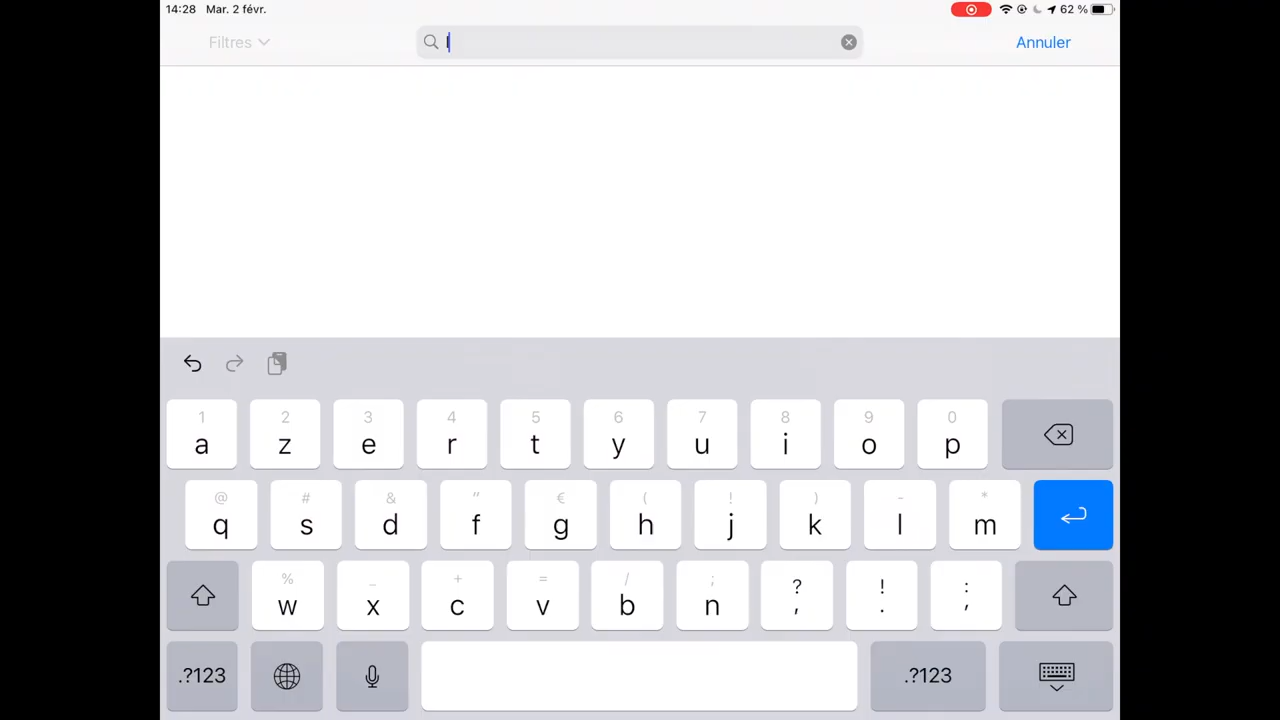 14:28 Mar. 2 févr. 62 %
Filtres l Annuler
1 2 3 4 5 6 7 8 9 0
a z e r t y u i o p
@ # & " € ( ! ) - *
q s d f g h j k l m
% _ + = / ; ? ! :
w x c v b n , . '
.?123 .?123